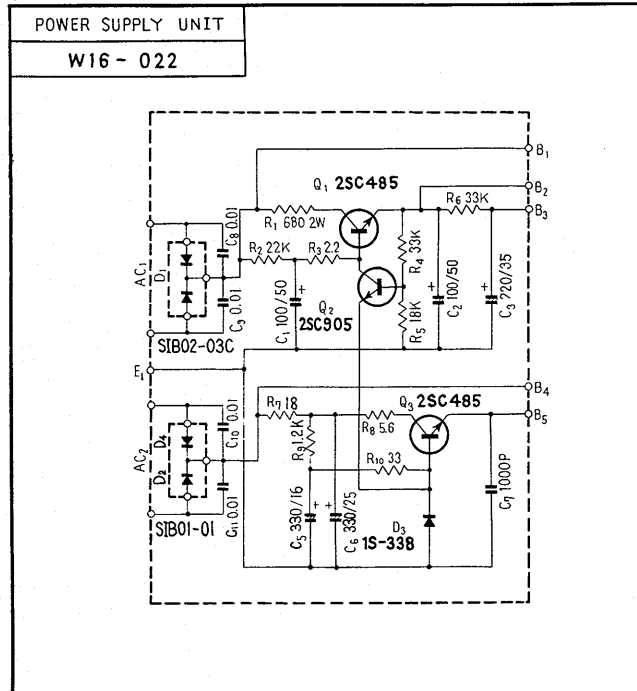 POWER SUPPLY UNIT
W16 - 022
B1
Q1 2SC485
B2
R6 33K
B3
R1 680 2W
C8 0.01
R2 22K
R3 2.2
R4 33K
AC1
D1
C9 0.01
C1 100/50
Q2
2SC905
R5 18K
C2 100/50
C3 220/35
SIB02-03C
E1
B4
R7 18
Q3 2SC485
B5
R8 5.6
C10 0.01
R9 1.2K
AC2
D4
D2
R10 33
C7 1000P
C11 0.01
SIB01-01
C5 330/16
C6 330/25
D3
1S-338